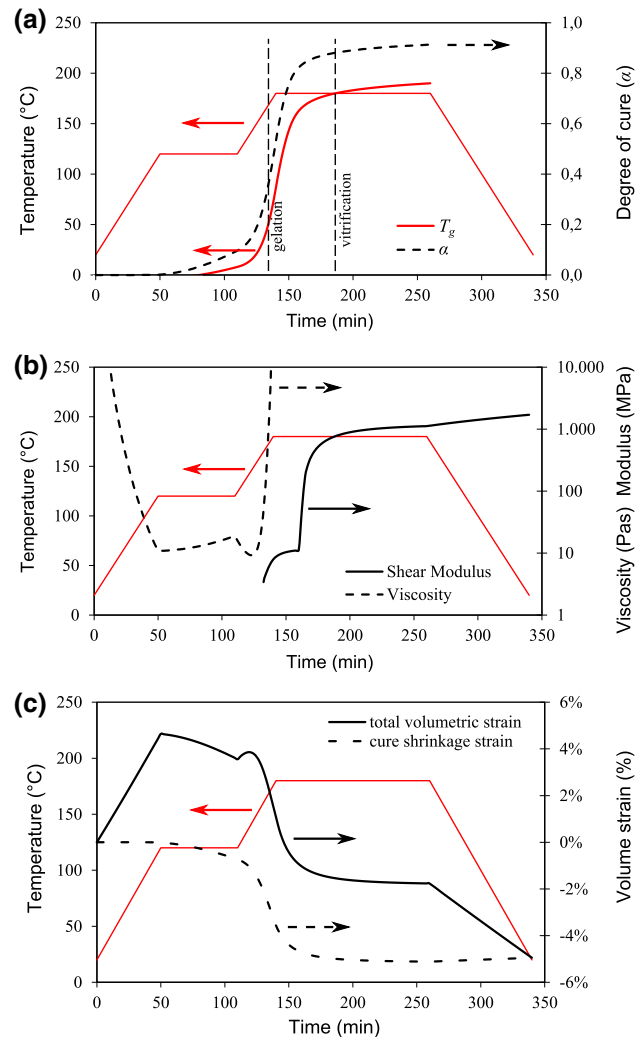 (a)
Temperature (°C)
250
200
150
100
50
0
1,0
0,8
0,6
0,4
0,2
0,0
Degree of cure (α)
gelation
vitrification
Tg
α
0 50 100 150 200 250 300 350
Time (min)
(b)
Temperature (°C)
250
200
150
100
50
0
10.000
1.000
100
10
1
Viscosity (Pas) Modulus (MPa)
Shear Modulus
Viscosity
0 50 100 150 200 250 300 350
Time (min)
(c)
Temperature (°C)
250
200
150
100
50
0
6%
4%
2%
0%
-2%
-4%
-6%
Volume strain (%)
total volumetric strain
cure shrinkage strain
0 50 100 150 200 250 300 350
Time (min)